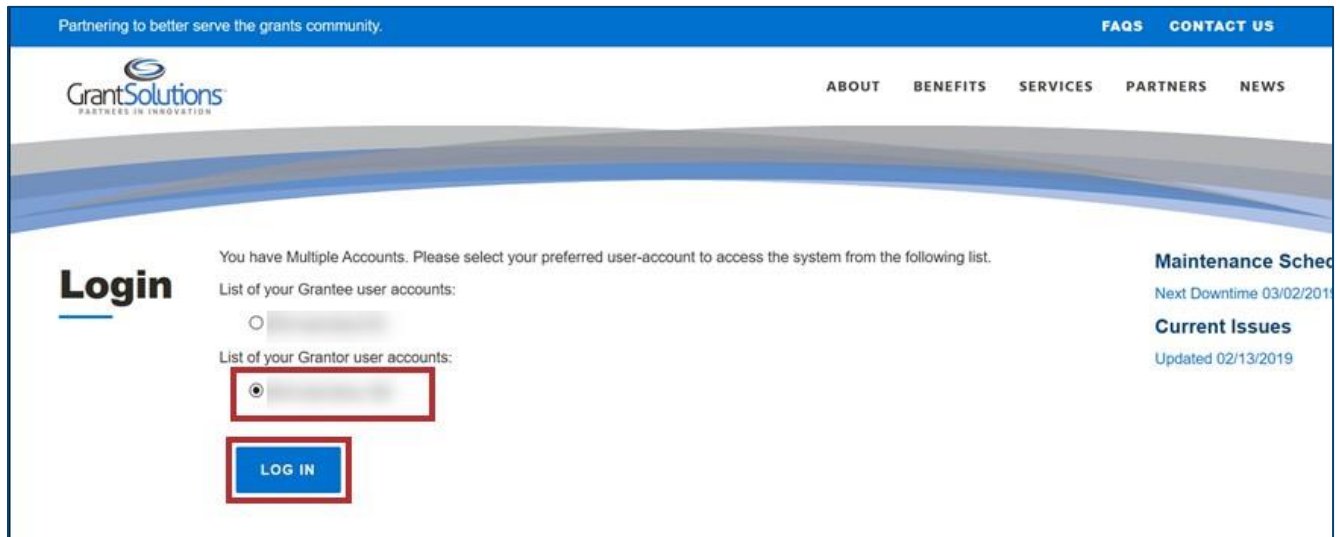 Partnering to better serve the grants community.
FAQS CONTACT US
GrantSolutions
PARTNERS IN INNOVATION
ABOUT BENEFITS SERVICES PARTNERS NEWS
Login
You have Multiple Accounts. Please select your preferred user-account to access the system from the following list.
List of your Grantee user accounts:
List of your Grantor user accounts:
LOG IN
Maintenance Sched
Next Downtime 03/02/2019
Current Issues
Updated 02/13/2019